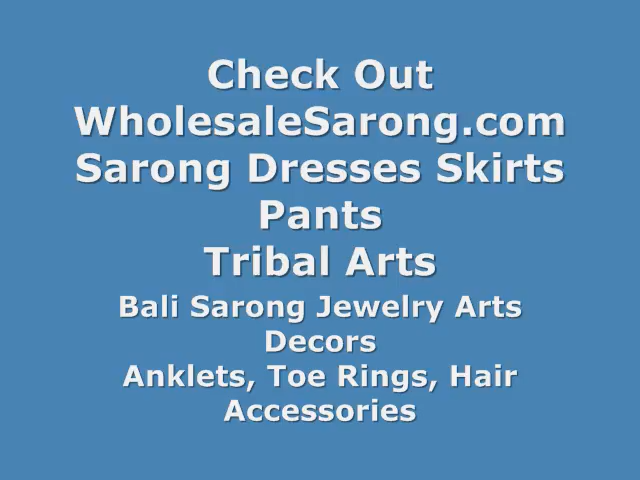 Check Out
WholesaleSarong.com
Sarong Dresses Skirts
Pants
Tribal Arts
Bali Sarong Jewelry Arts
Decors
Anklets, Toe Rings, Hair
Accessories